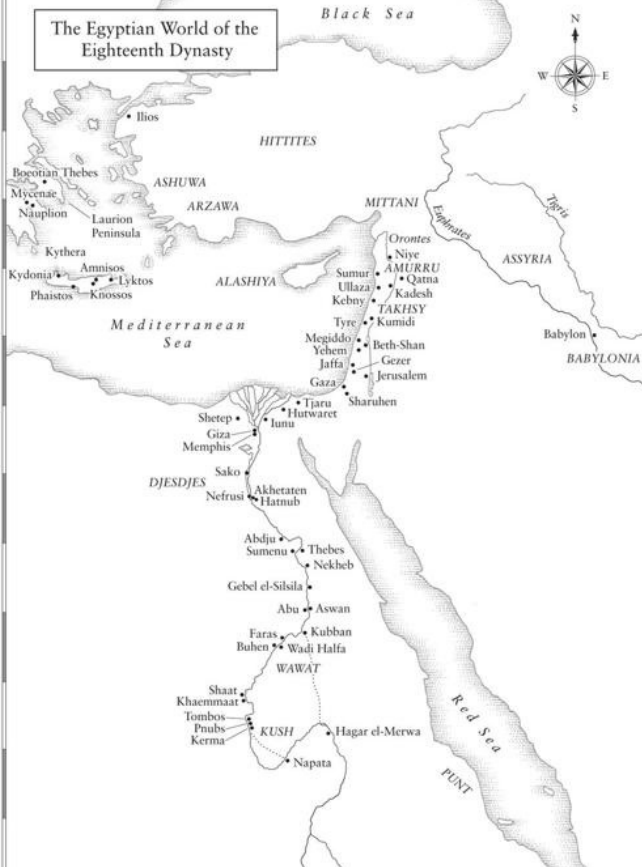 The Egyptian World of the
Eighteenth Dynasty
Black Sea
N
W
E
S
Ilios
HITTITES
Boeotian Thebes
Mycenae
Nauplion
Laurion
Peninsula
ASHUWA
ARZAWA
MITTANI
Euphrates
Tigris
Orontes
Niye
ASSYRIA
Kythera
Kydonia
Amnisos
Lyktos
Phaistos
Knossos
ALASHIYA
Sumur
AMURRU
Qatna
Ullaza
Kadesh
Kebny
TAKHSY
Mediterranean
Sea
Tyre
Kumidi
Babylon
BABYLONIA
Megiddo
Beth-Shan
Yehem
Gezer
Jaffa
Jerusalem
Gaza
Sharuhen
Tjaru
Hutwaret
Shetep
Iunu
Giza
Memphis
Sako
DJESDJES
Akhetaten
Nefrusi
Hatnub
Abdju
Sumenu
Thebes
Nekheb
Gebel el-Silsila
Abu
Aswan
Faras
Kubban
Buhen
Wadi Halfa
WAWAT
Shaat
Khaemmaat
Tombos
Pnubs
Kerma
KUSH
Hagar el-Merwa
Napata
Red Sea
PUNT